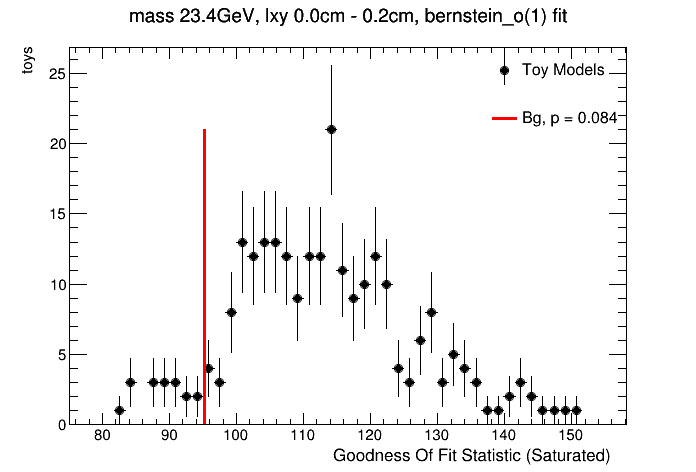 mass 23.4GeV, lxy 0.0cm - 0.2cm, bernstein_o(1) fit
toys
25
20
15
10
5
0
Toy Models
Bg, p = 0.084
80 90 100 110 120 130 140 150
Goodness Of Fit Statistic (Saturated)